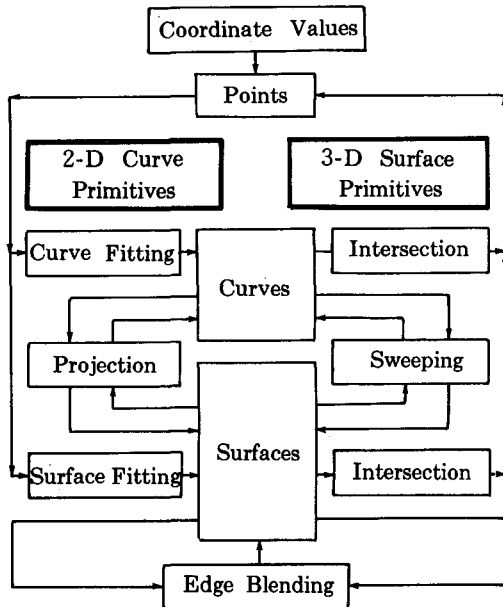 Coordinate Values
Points
2-D Curve
Primitives
3-D Surface
Primitives
Curve Fitting
Curves
Intersection
Projection
Sweeping
Surfaces
Surface Fitting
Intersection
Edge Blending